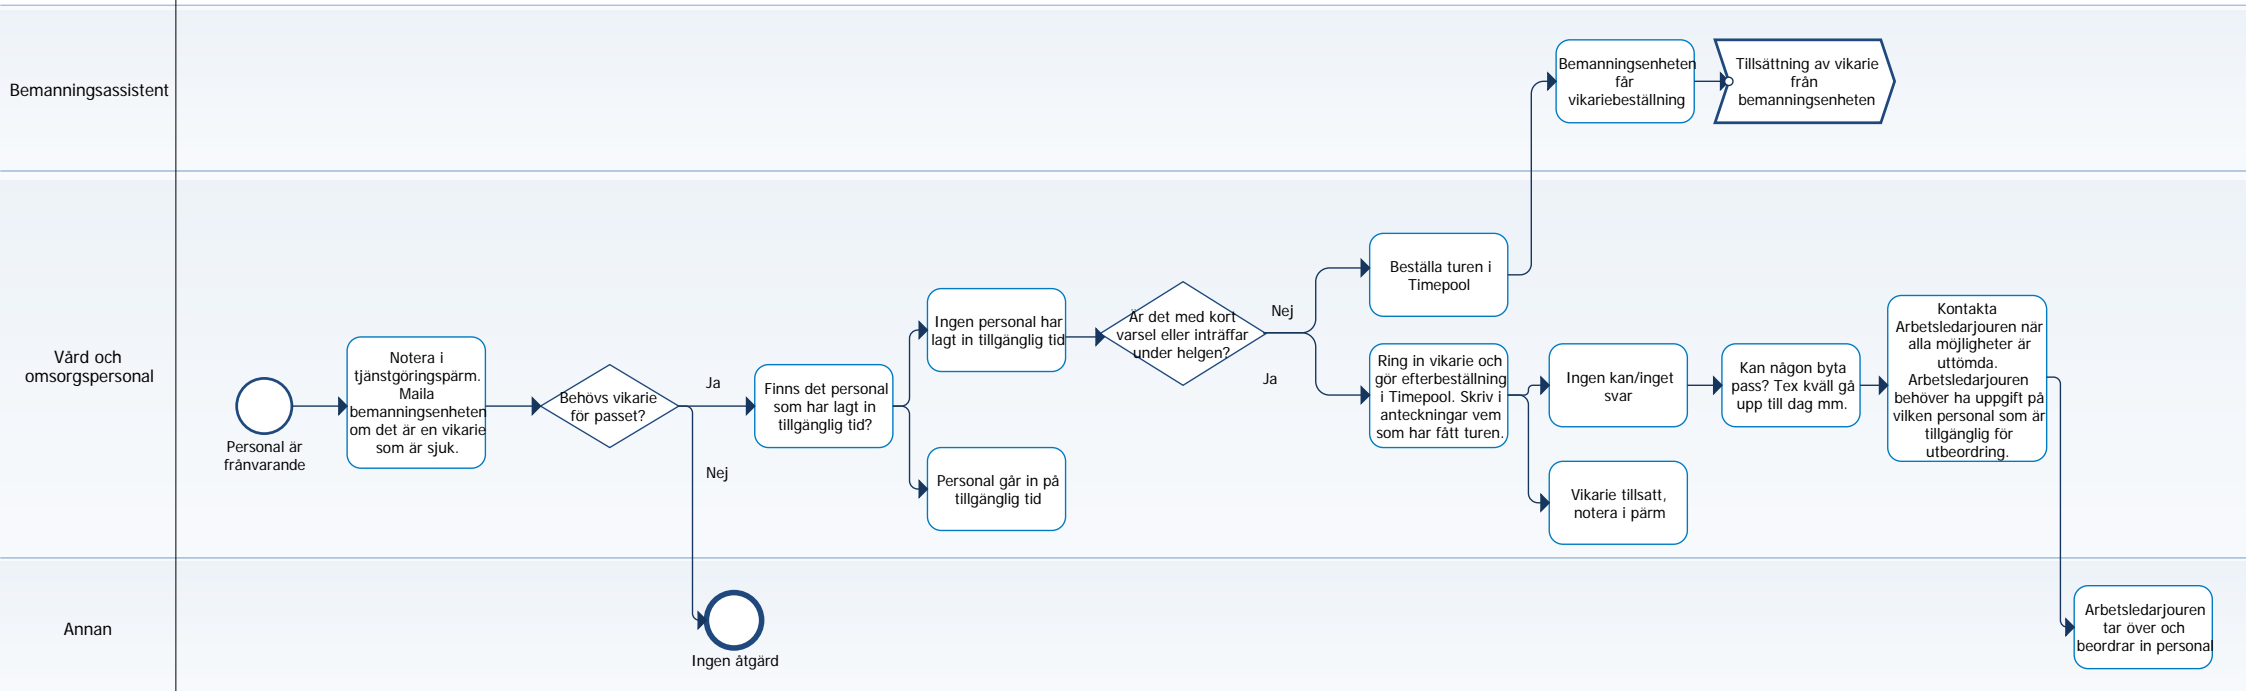 Bemanningsassistent
Bemanningsenheten
får
vikariebeställning
Tillsättning av vikarie
från
bemanningsenheten
Vård och
omsorgspersonal
Personal är
frånvarande
Notera i
tjänstgöringspärm.
Maila
bemanningsenheten
om det är en vikarie
som är sjuk.
Behövs vikarie
för passet?
Ja
Nej
Finns det personal
som har lagt in
tillgänglig tid?
Ingen personal har
lagt in tillgänglig tid
Personal går in på
tillgänglig tid
Är det med kort
varsel eller inträffar
under helgen?
Nej
Ja
Beställa turen i
Timepool
Ring in vikarie och
gör efterbeställning
i Timepool. Skriv i
anteckningar vem
som har fått turen.
Ingen kan/inget
svar
Vikarie tillsatt,
notera i pärm
Kan någon byta
pass? Tex kväll gå
upp till dag mm.
Kontakta
Arbetsledarjouren när
alla möjligheter är
uttömda.
Arbetsledarjouren
behöver ha uppgift på
vilken personal som är
tillgänglig för
utbeordring.
Annan
Ingen åtgärd
Arbetsledarjouren
tar över och
beordrar in personal